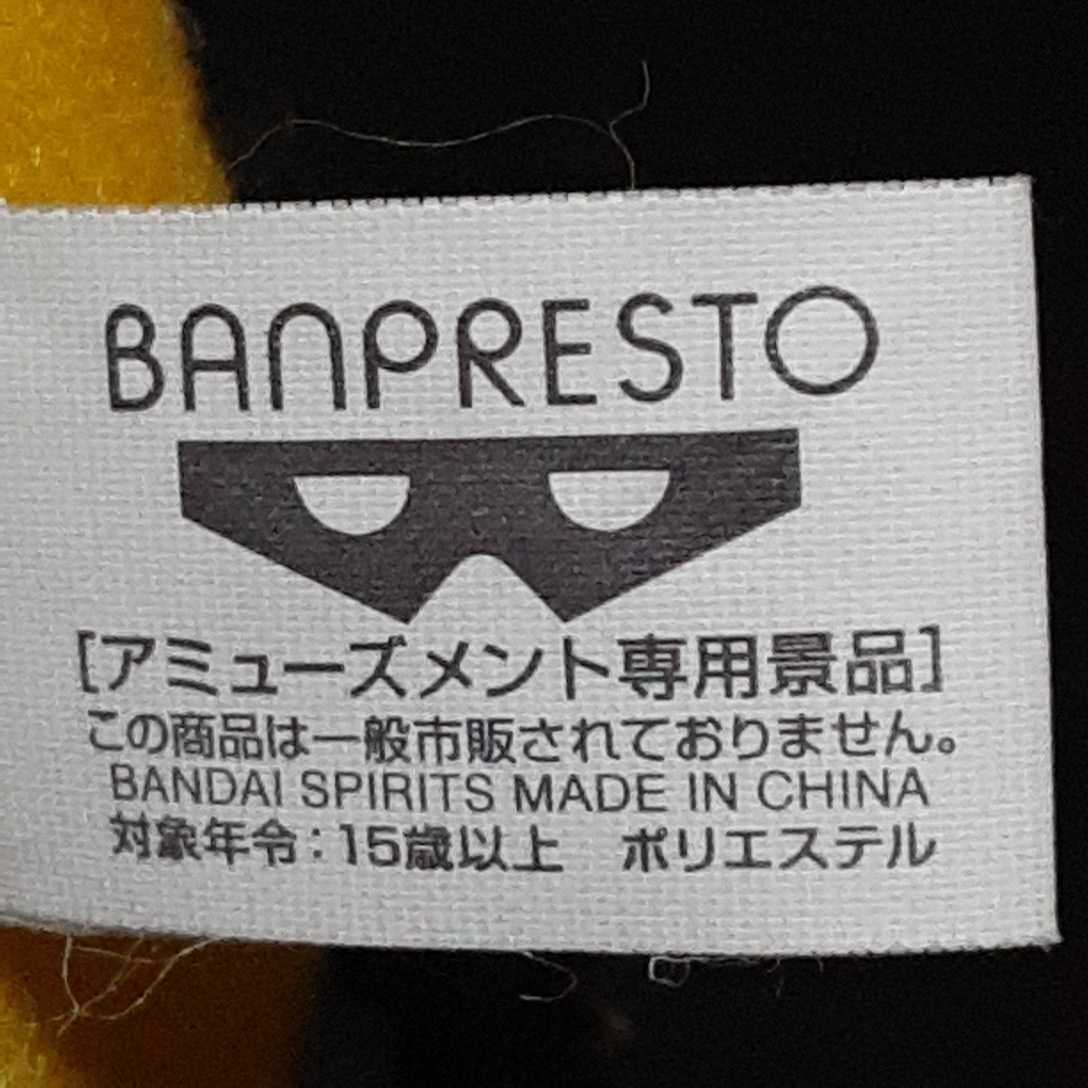 BANPRESTO
[アミューズメント専用景品]
この商品は一般市販されておりません。
BANDAI SPIRITS MADE IN CHINA
対象年令:15歳以上　ポリエステル